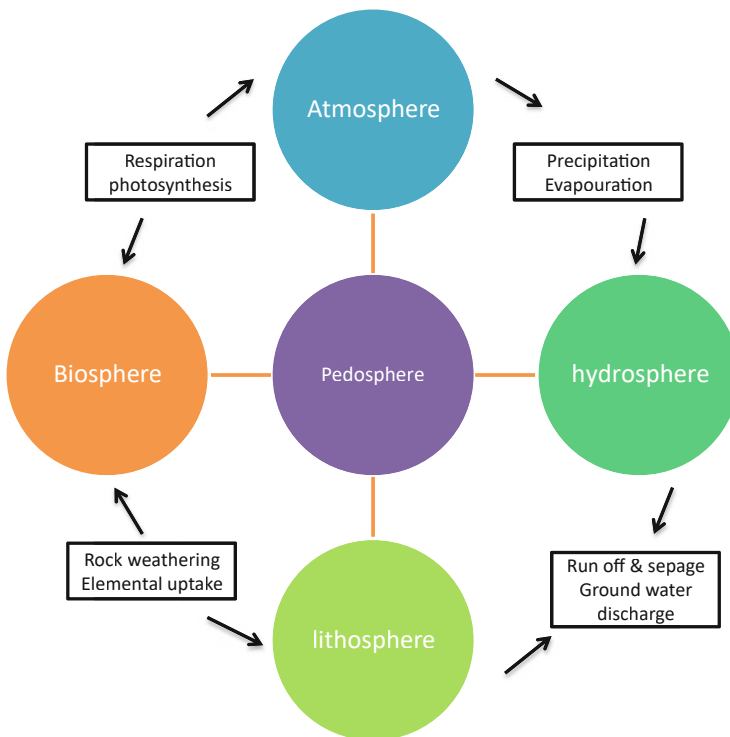 Atmosphere
Respiration
photosynthesis
Precipitation
Evapouration
Biosphere
Pedosphere
hydrosphere
Rock weathering
Elemental uptake
Run off & sepage
Ground water
discharge
lithosphere